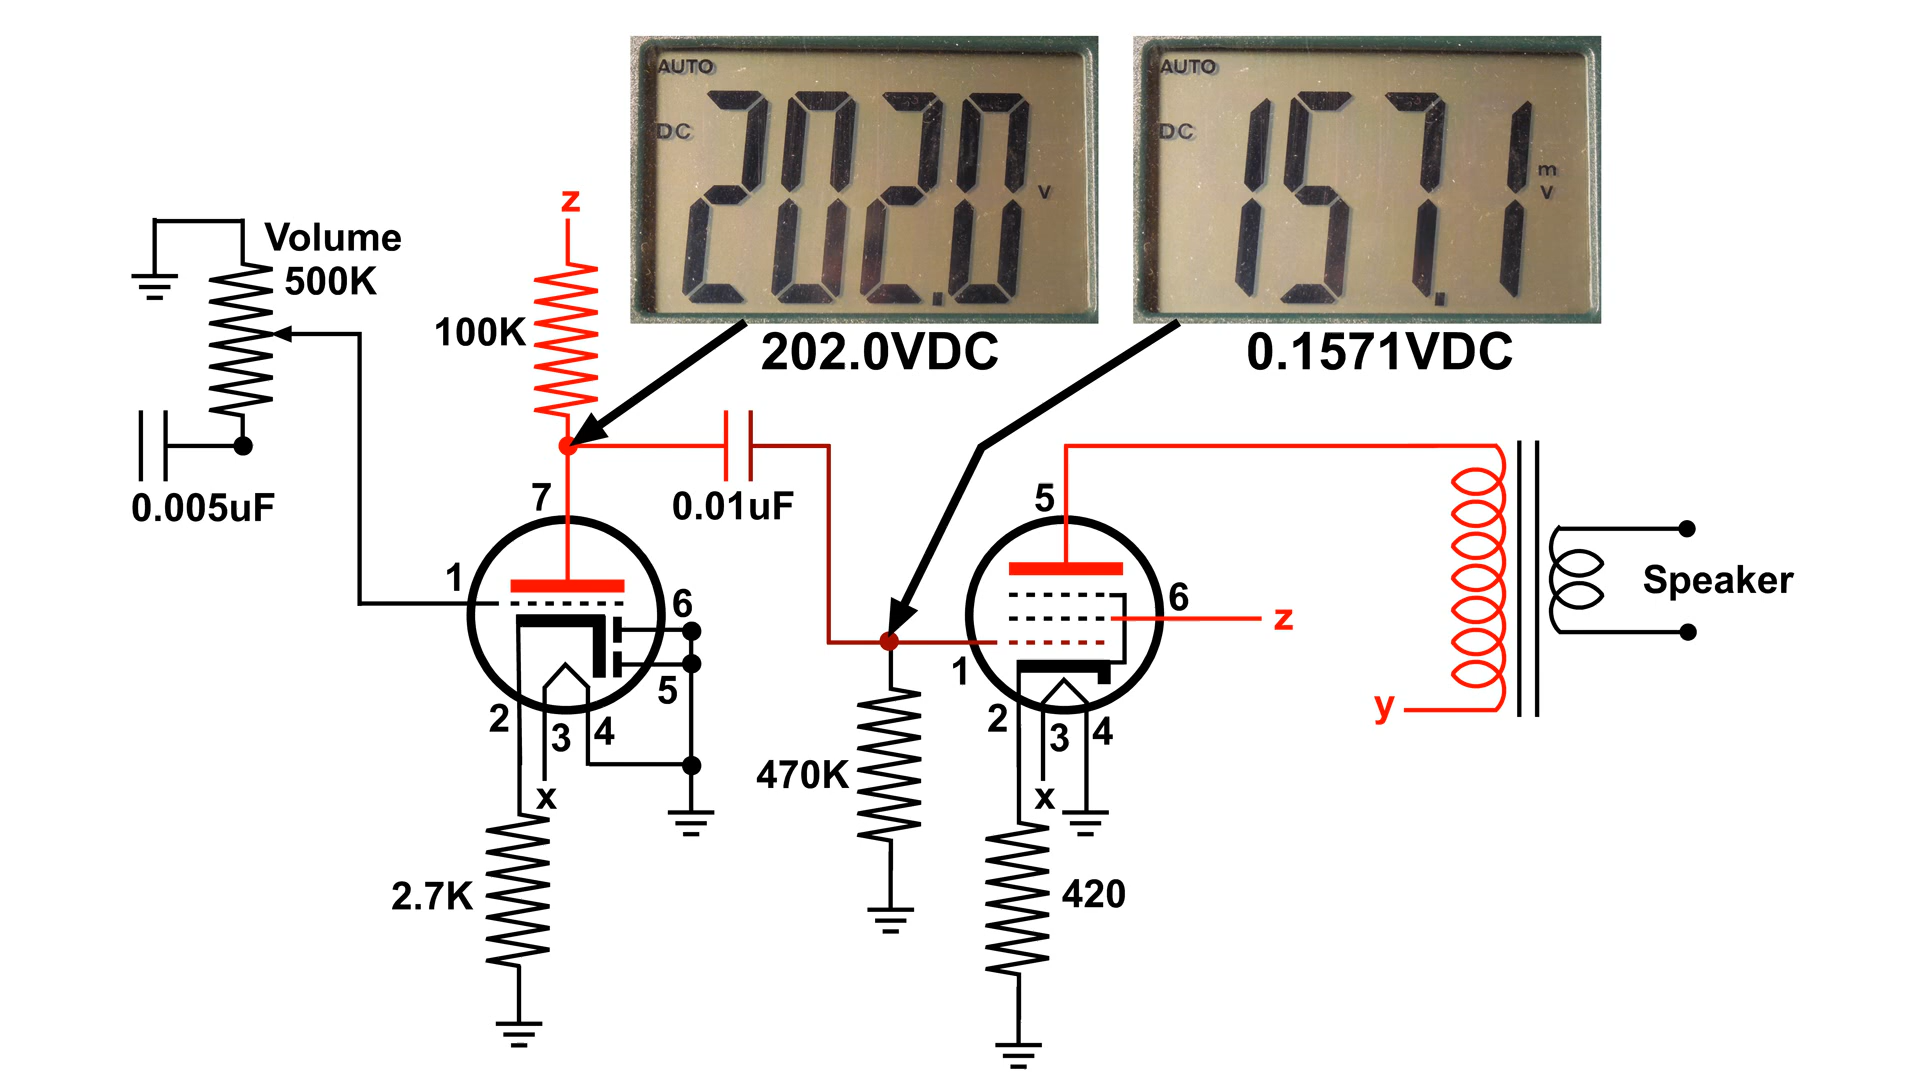 AUTO
DC
202.0
V
202.0VDC
AUTO
DC
157.1
m
V
0.1571VDC
z
Volume
500K
100K
0.005uF
7
0.01uF
5
1
6
5
2
3
4
x
2.7K
470K
1
6
z
2
3
4
x
420
y
Speaker